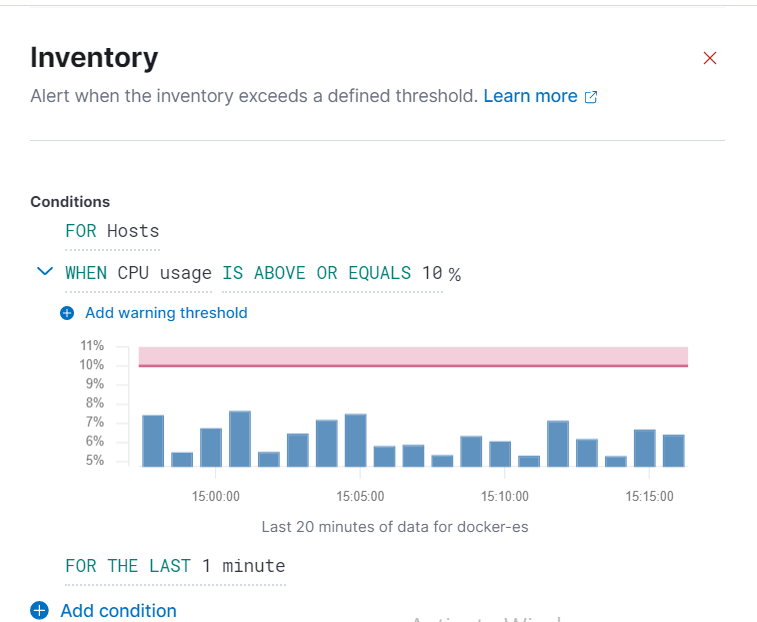 Inventory
Alert when the inventory exceeds a defined threshold. Learn more
Conditions
FOR Hosts
WHEN CPU usage IS ABOVE OR EQUALS 10 %
Add warning threshold
11%
10%
9%
8%
7%
6%
5%
15:00:00 15:05:00 15:10:00 15:15:00
Last 20 minutes of data for docker-es
FOR THE LAST 1 minute
Add condition